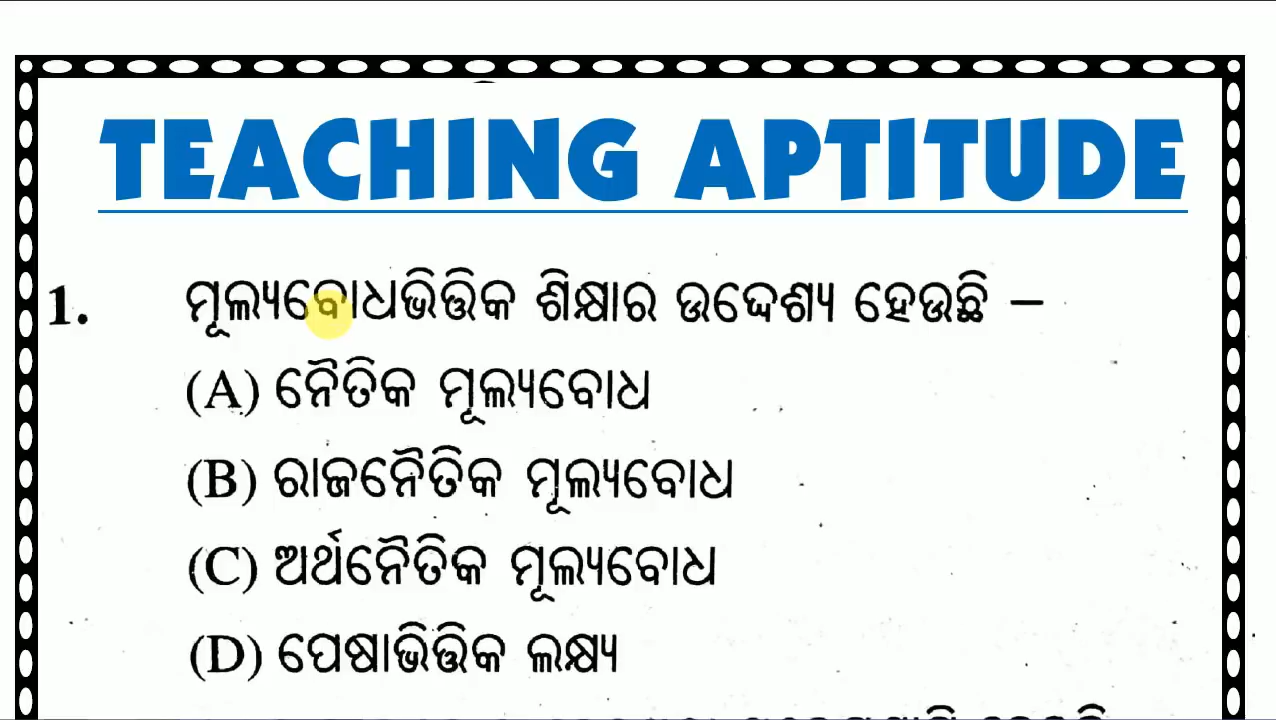 TEACHING APTITUDE
1. ମୂଲ୍ୟବୋଧଭିତ୍ତିକ ଶିକ୍ଷାର ଉଦ୍ଦେଶ୍ୟ ହେଉଛି –
(A) ନୈତିକ ମୂଲ୍ୟବୋଧ
(B) ରାଜନୈତିକ ମୂଲ୍ୟବୋଧ
(C) ଅର୍ଥନୈତିକ ମୂଲ୍ୟବୋଧ
(D) ପେଷାଭିତ୍ତିକ ଲକ୍ଷ୍ୟ